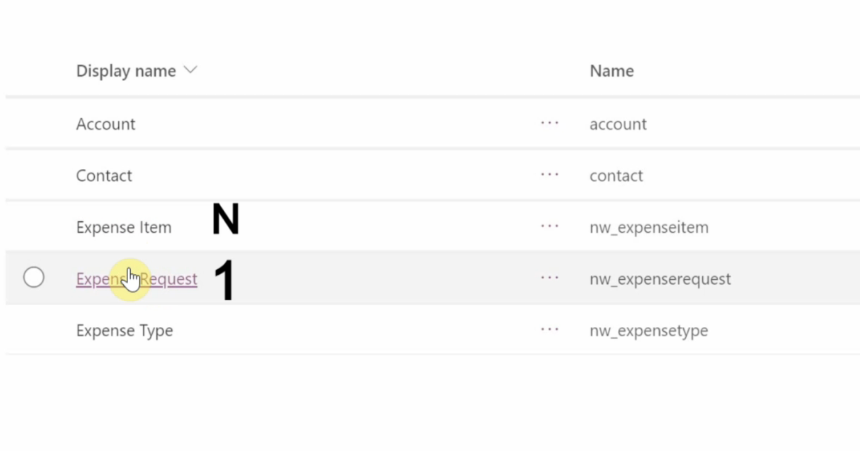 Display name Name
Account ... account
Contact ... contact
Expense Item N ... nw_expenseitem
Expense Request 1 ... nw_expenserequest
Expense Type ... nw_expensetype